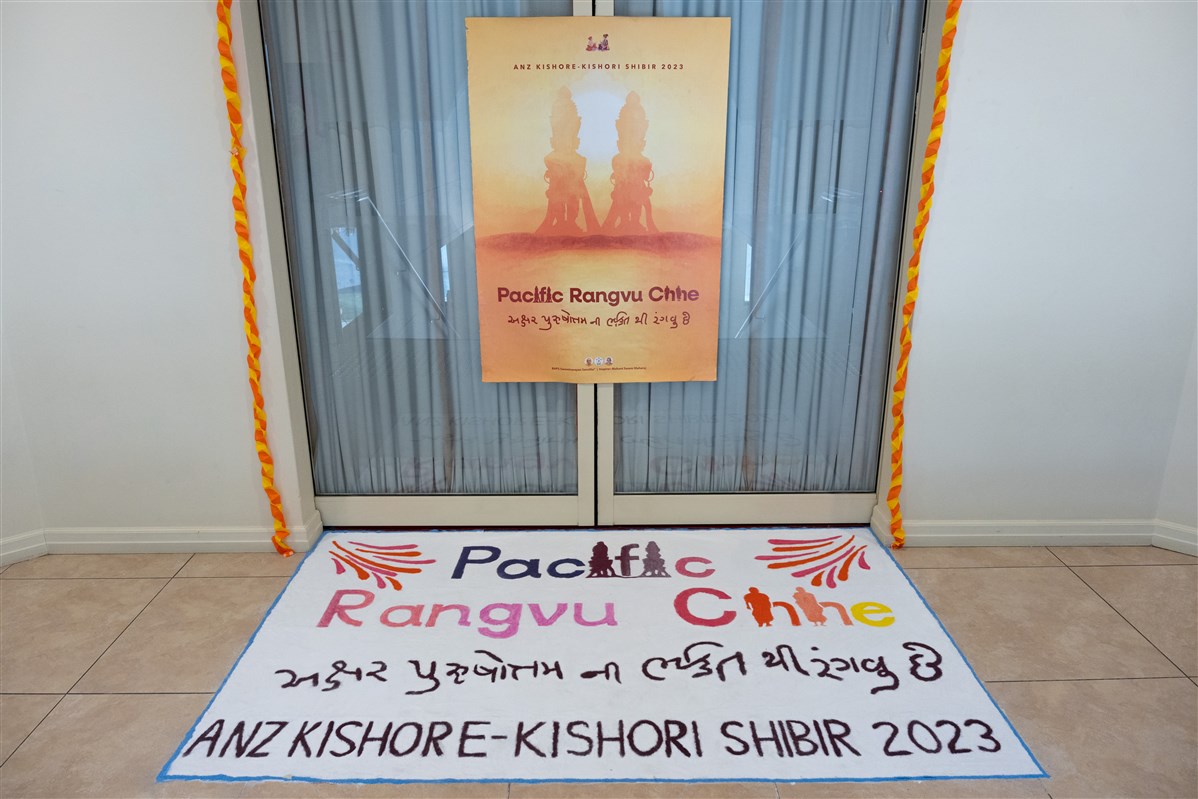 ANZ KISHORE-KISHORI SHIBIR 2023
Pacific Rangvu Chhe
અક્ષર પુરુષોત્તમ ની ભક્તિ થી રંગવુ છે
Pacific
Rangvu Chhe
અક્ષર પુરુષોત્તમ ની ભક્તિ થી રંગવુ છે
ANZ KISHORE-KISHORI SHIBIR 2023